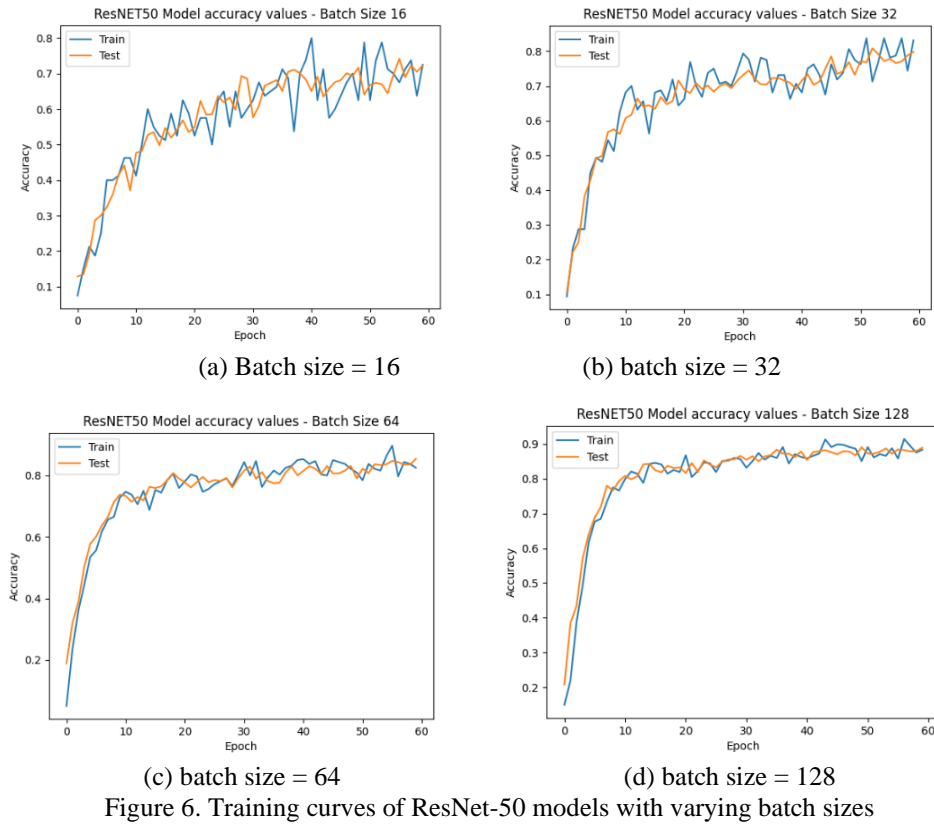 ResNET50 Model accuracy values - Batch Size 16
Train
Test
0.8
0.7
0.6
0.5
0.4
0.3
0.2
0.1
Accuracy
0 10 20 30 40 50 60
Epoch
(a) Batch size = 16
ResNET50 Model accuracy values - Batch Size 32
Train
Test
0.8
0.7
0.6
0.5
0.4
0.3
0.2
0.1
Accuracy
0 10 20 30 40 50 60
Epoch
(b) batch size = 32
ResNET50 Model accuracy values - Batch Size 64
Train
Test
0.8
0.6
0.4
0.2
Accuracy
0 10 20 30 40 50 60
Epoch
(c) batch size = 64
ResNET50 Model accuracy values - Batch Size 128
Train
Test
0.9
0.8
0.7
0.6
0.5
0.4
0.3
0.2
Accuracy
0 10 20 30 40 50 60
Epoch
(d) batch size = 128
Figure 6. Training curves of ResNet-50 models with varying batch sizes